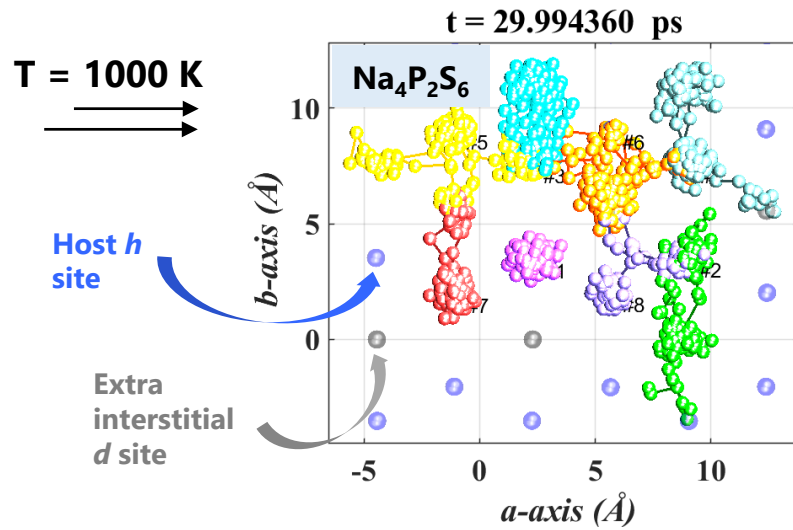 t = 29.994360 ps
T = 1000 K
Na₄P₂S₆
Host h
site
Extra
interstitial
d site
b-axis (Å)
10
5
0
#5
#6
#3
1
#2
#7
#8
-5
0
5
10
a-axis (Å)